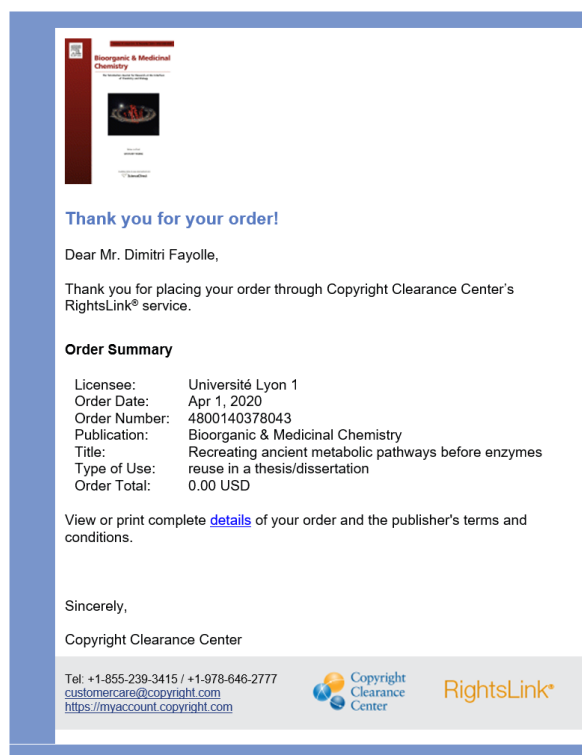 Bioorganic & Medicinal
Chemistry
ScienceDirect
Thank you for your order!
Dear Mr. Dimitri Fayolle,
Thank you for placing your order through Copyright Clearance Center's
RightsLink® service.
Order Summary
Licensee: Université Lyon 1
Order Date: Apr 1, 2020
Order Number: 4800140378043
Publication: Bioorganic & Medicinal Chemistry
Title: Recreating ancient metabolic pathways before enzymes
Type of Use: reuse in a thesis/dissertation
Order Total: 0.00 USD
View or print complete details of your order and the publisher's terms and
conditions.
Sincerely,
Copyright Clearance Center
Tel: +1-855-239-3415 / +1-978-646-2777
customercare@copyright.com
https://myaccount.copyright.com
Copyright
Clearance
Center
RightsLink®